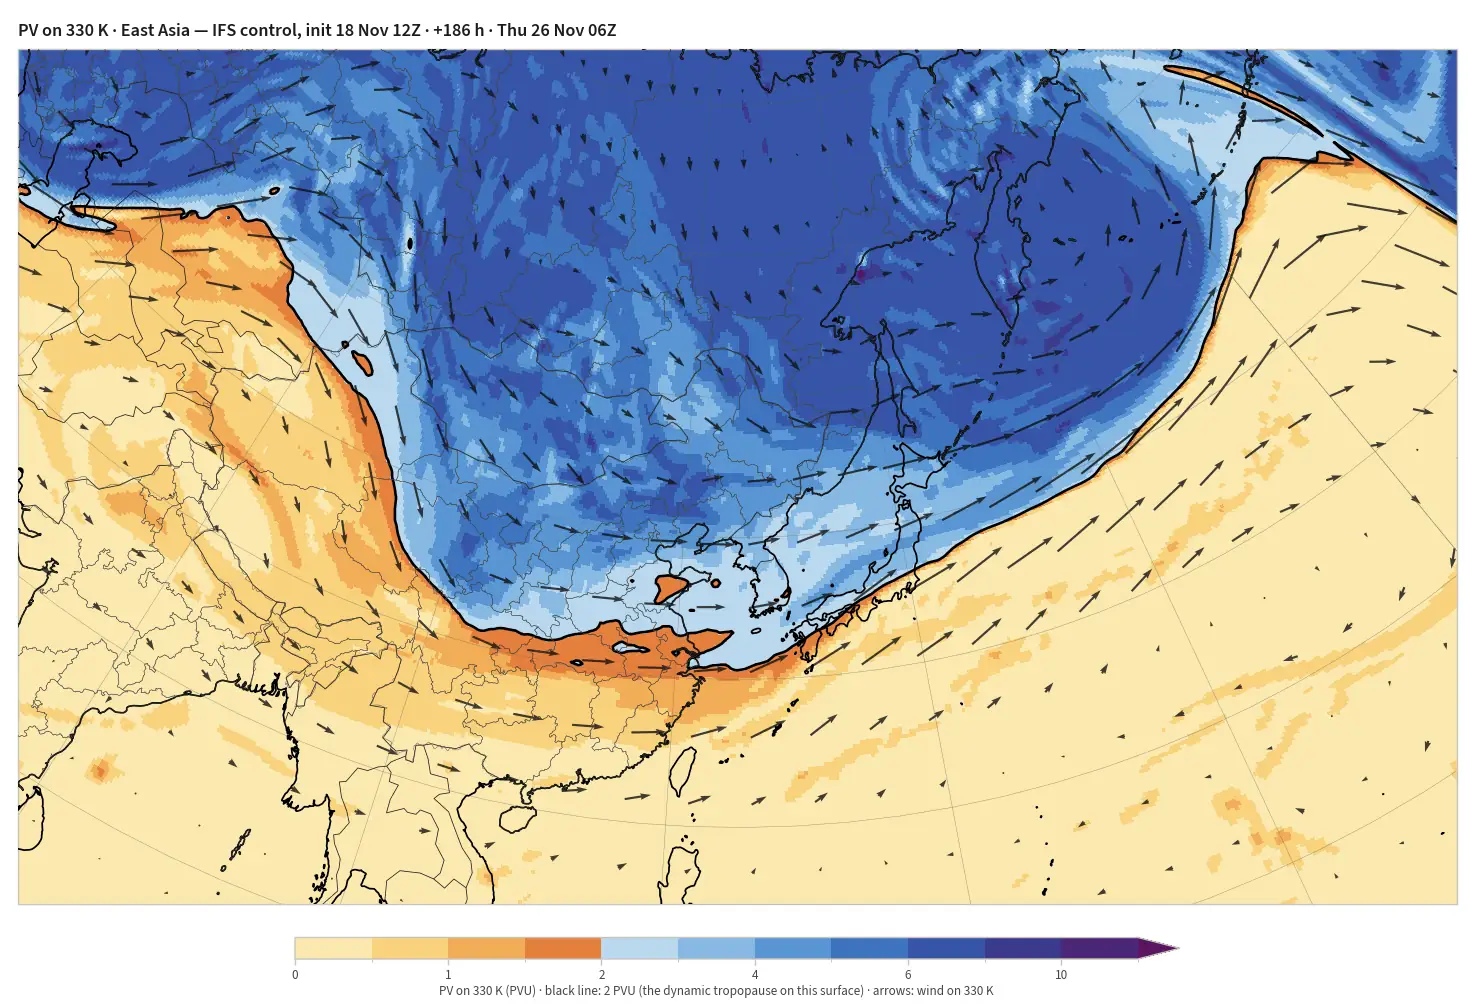 PV on 330 K · East Asia — IFS control, init 18 Nov 12Z · +186 h · Thu 26 Nov 06Z
0 1 2 4 6 10
PV on 330 K (PVU) · black line: 2 PVU (the dynamic tropopause on this surface) · arrows: wind on 330 K